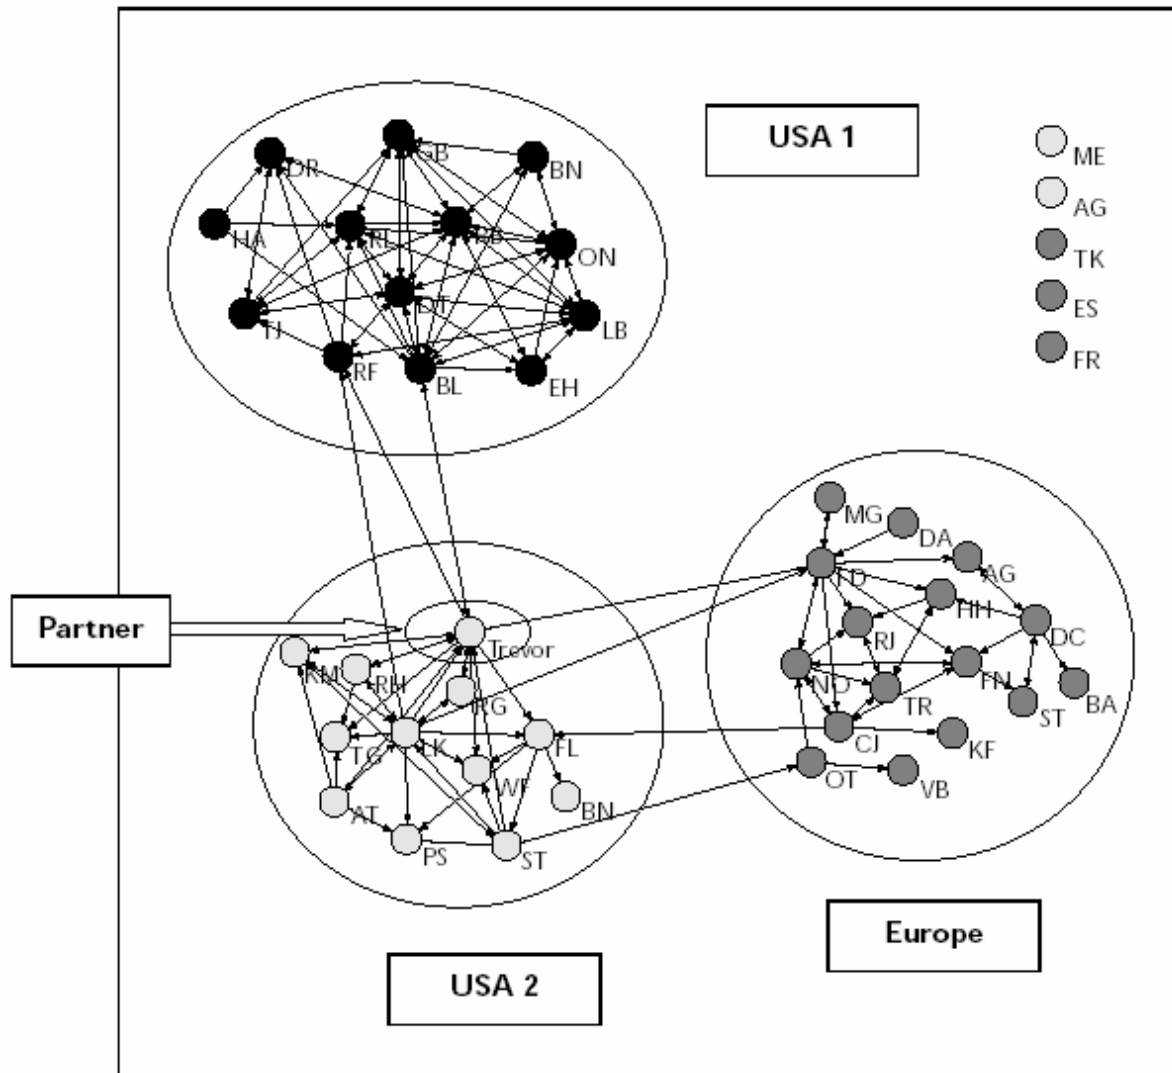 USA 1
ME
AG
TK
ES
FR
GB
BN
DR
HA
ON
TJ
LB
RF
BL
EH
MG
DA
AG
HH
DC
RJ
NO
TR
FN
ST
BA
CJ
KF
OT
VB
Partner
Trevor
KM
RH
RG
TG
LK
FL
WF
BN
AT
PS
ST
Europe
USA 2